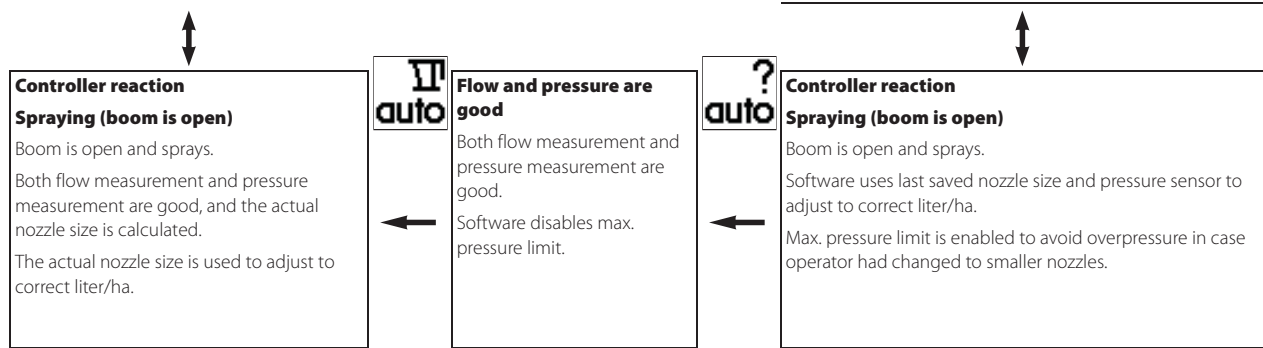 Controller reaction
Spraying (boom is open)
Boom is open and sprays.
Both flow measurement and pressure
measurement are good, and the actual
nozzle size is calculated.
The actual nozzle size is used to adjust to
correct liter/ha.
auto
Flow and pressure are
good
Both flow measurement and
pressure measurement are
good.
Software disables max.
pressure limit.
?
auto
Controller reaction
Spraying (boom is open)
Boom is open and sprays.
Software uses last saved nozzle size and pressure sensor to
adjust to correct liter/ha.
Max. pressure limit is enabled to avoid overpressure in case
operator had changed to smaller nozzles.